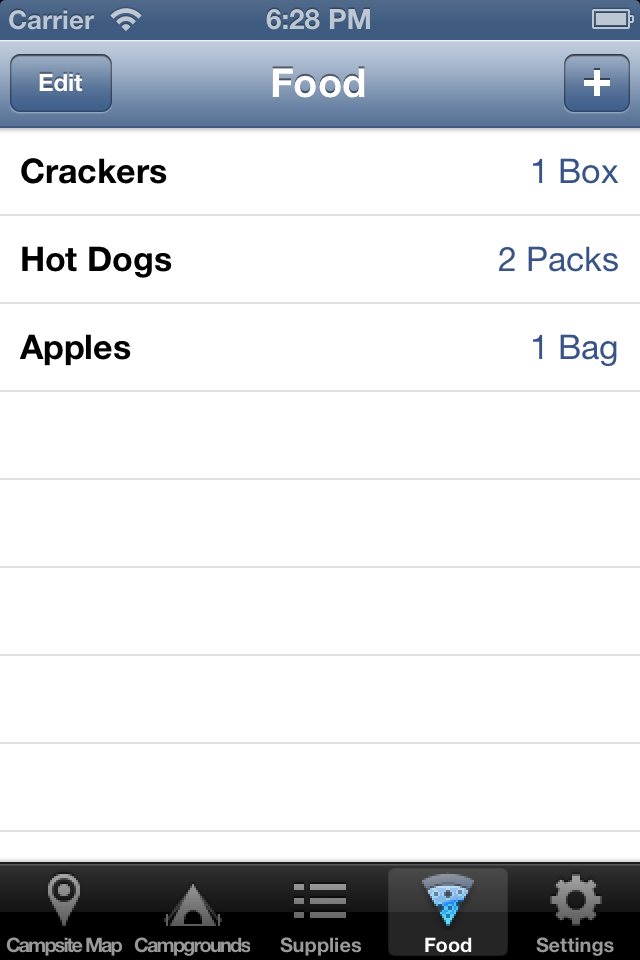 Carrier 6:28 PM
Edit Food +
Crackers 1 Box
Hot Dogs 2 Packs
Apples 1 Bag
Campsite Map Campgrounds Supplies Food Settings